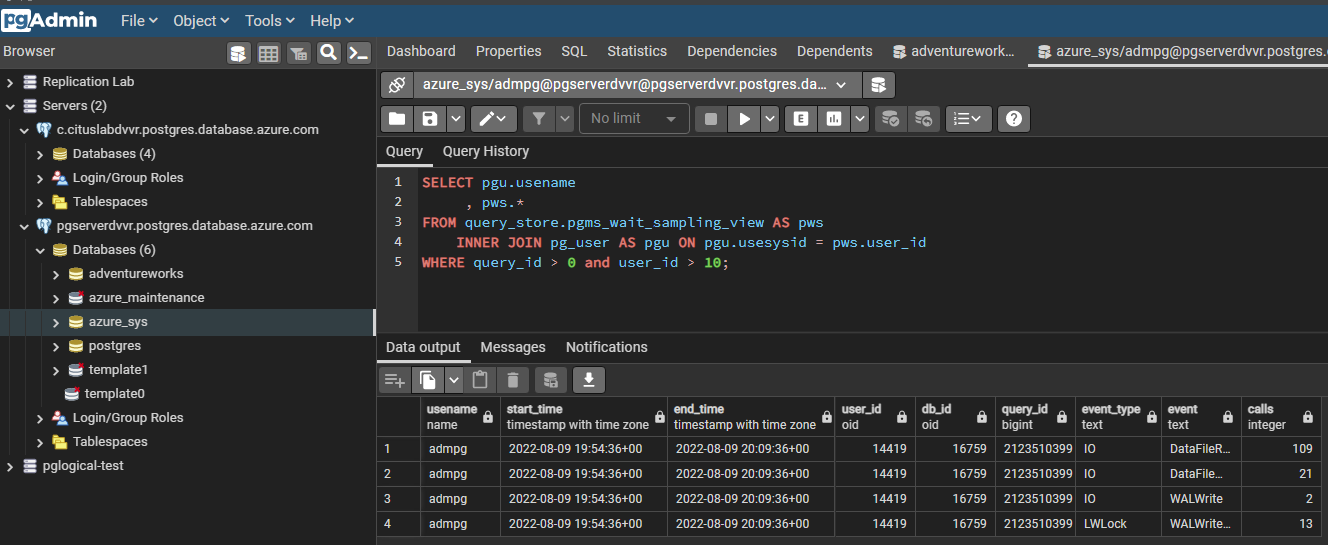 pgAdmin File Object Tools Help
Browser Dashboard Properties SQL Statistics Dependencies Dependents adventurework... azure_sys/admpg@pgserverdvvr.postgres.
Replication Lab
Servers (2)
c.cituslabdvvr.postgres.database.azure.com
Databases (4)
Login/Group Roles
Tablespaces
pgserverdvvr.postgres.database.azure.com
Databases (6)
adventureworks
azure_maintenance
azure_sys
postgres
template1
template0
Login/Group Roles
Tablespaces
pglogical-test
azure_sys/admpg@pgserverdvvr@pgserverdvvr.postgres.da...
No limit E
Query Query History
1 SELECT pgu.usename
2 , pws.*
3 FROM query_store.pgms_wait_sampling_view AS pws
4 INNER JOIN pg_user AS pgu ON pgu.usesysid = pws.user_id
5 WHERE query_id > 0 and user_id > 10;
Data output Messages Notifications
usename start_time end_time user_id db_id query_id event_type event calls
name timestamp with time zone timestamp with time zone oid oid bigint text text integer
1 admpg 2022-08-09 19:54:36+00 2022-08-09 20:09:36+00 14419 16759 2123510399 IO DataFileR... 109
2 admpg 2022-08-09 19:54:36+00 2022-08-09 20:09:36+00 14419 16759 2123510399 IO DataFile... 21
3 admpg 2022-08-09 19:54:36+00 2022-08-09 20:09:36+00 14419 16759 2123510399 IO WALWrite 2
4 admpg 2022-08-09 19:54:36+00 2022-08-09 20:09:36+00 14419 16759 2123510399 LWLock WALWrite... 13